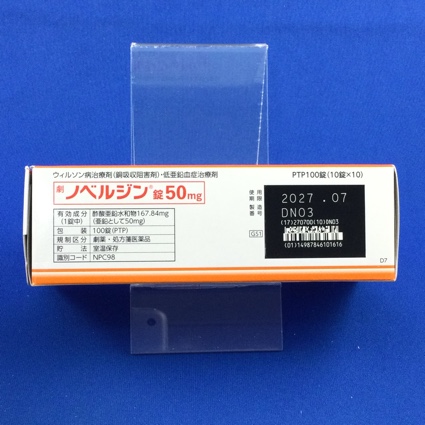 ウィルソン病治療剤(銅吸収阻害剤)・低亜鉛血症治療剤
PTP100錠(10錠×10)
劇 ノベルジン®錠50mg
有効成分(1錠中) 酢酸亜鉛水和物167.84mg(亜鉛として50mg)
包装 100錠(PTP)
規制区分 劇薬・処方箋医薬品
貯法 室温保存
識別コード NPC98
使用期限 2027.07
製造番号 DN03
(17)270700(10)DN03
GS1
(01)14987846101616
D7